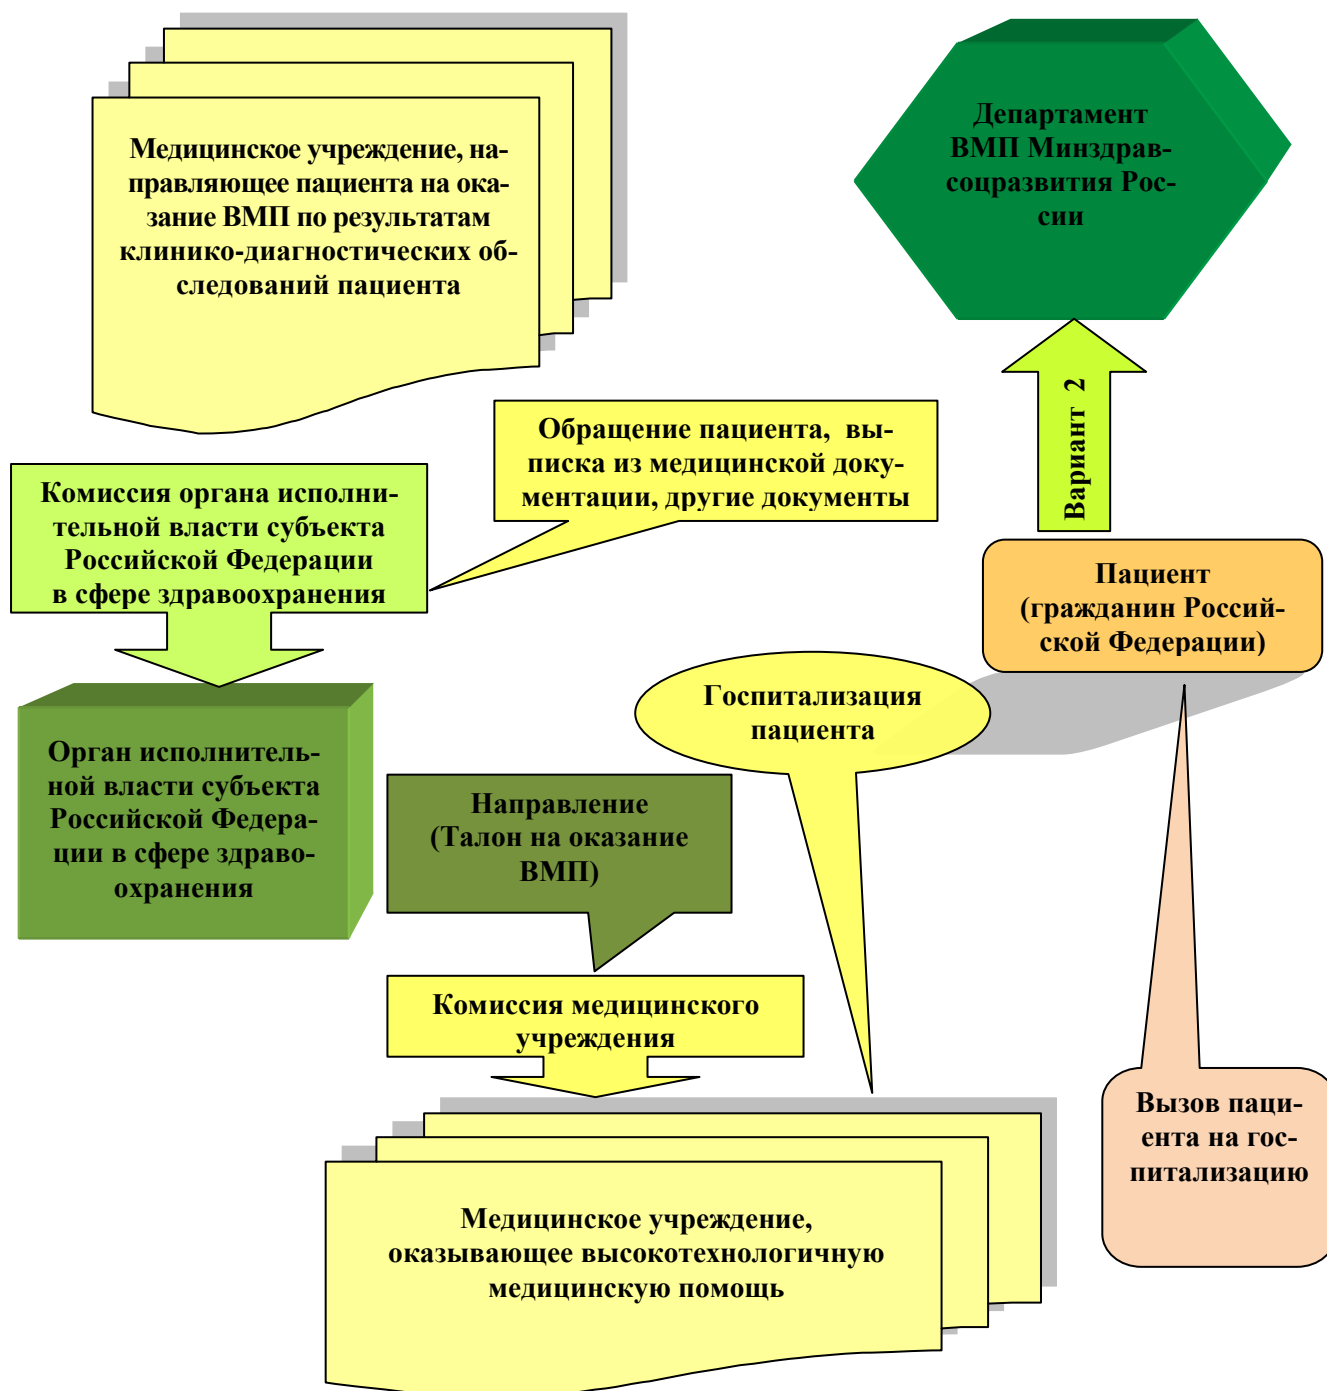 Медицинское учреждение, на-
правляющее пациента на ока-
зание ВМП по результатам
клинико-диагностических об-
следований пациента
Департамент
ВМП Минздрав-
соцразвития Рос-
сии
Вариант 2
Обращение пациента, вы-
писка из медицинской доку-
ментации, другие документы
Комиссия органа исполни-
тельной власти субъекта
Российской Федерации
в сфере здравоохранения
Пациент
(гражданин Россий-
ской Федерации)
Госпитализация
пациента
Орган исполнитель-
ной власти субъекта
Российской Федера-
ции в сфере здраво-
охранения
Направление
(Талон на оказание
ВМП)
Комиссия медицинского
учреждения
Вызов паци-
ента на гос-
питализацию
Медицинское учреждение,
оказывающее высокотехнологичную
медицинскую помощь